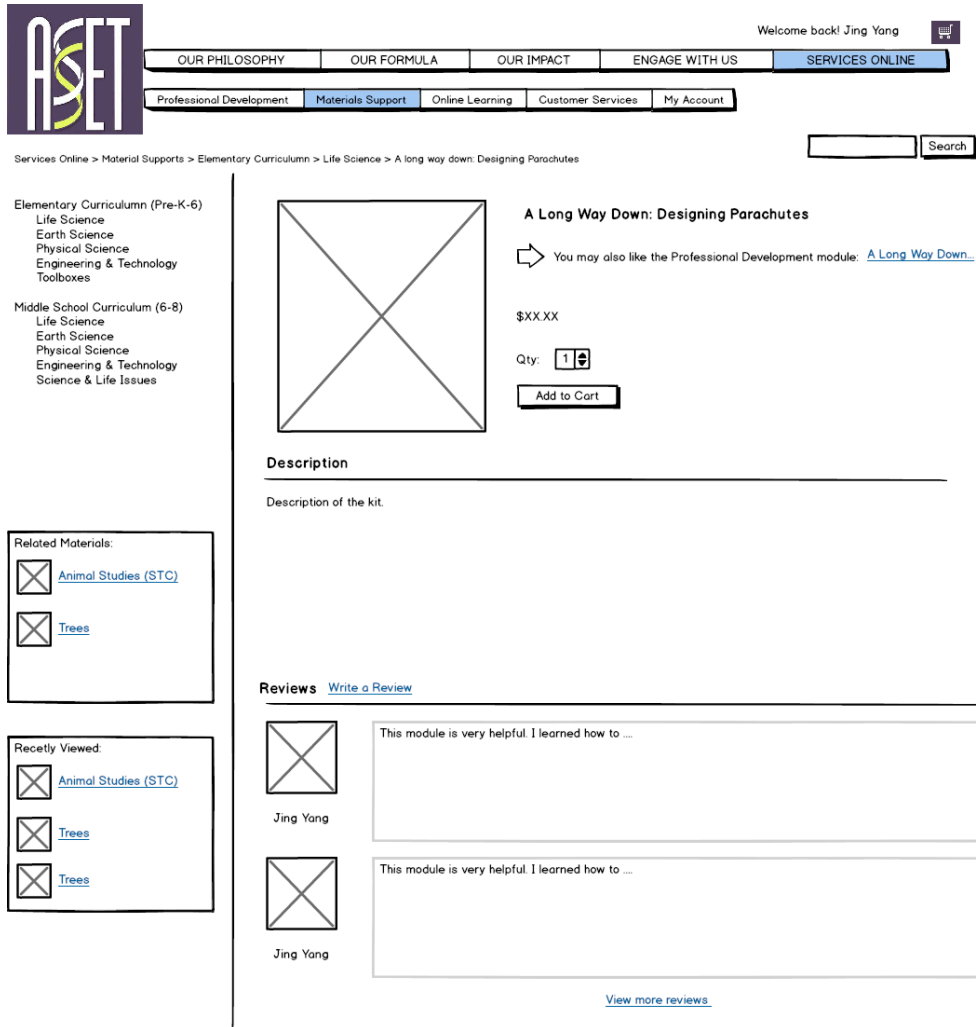 ASET
Welcome back! Jing Yang
OUR PHILOSOPHY
OUR FORMULA
OUR IMPACT
ENGAGE WITH US
SERVICES ONLINE
Professional Development
Materials Support
Online Learning
Customer Services
My Account
Search
Services Online > Material Supports > Elementary Curriculumn > Life Science > A long way down: Designing Parachutes
Elementary Curriculumn (Pre-K-6)
Life Science
Earth Science
Physical Science
Engineering & Technology
Toolboxes
Middle School Curriculum (6-8)
Life Science
Earth Science
Physical Science
Engineering & Technology
Science & Life Issues
A Long Way Down: Designing Parachutes
You may also like the Professional Development module: A Long Way Down...
$XX.XX
Qty: 1
Add to Cart
Description
Description of the kit.
Related Materials:
Animal Studies (STC)
Trees
Recetly Viewed:
Animal Studies (STC)
Trees
Trees
Reviews Write a Review
This module is very helpful. I learned how to ....
Jing Yang
This module is very helpful. I learned how to ....
Jing Yang
View more reviews